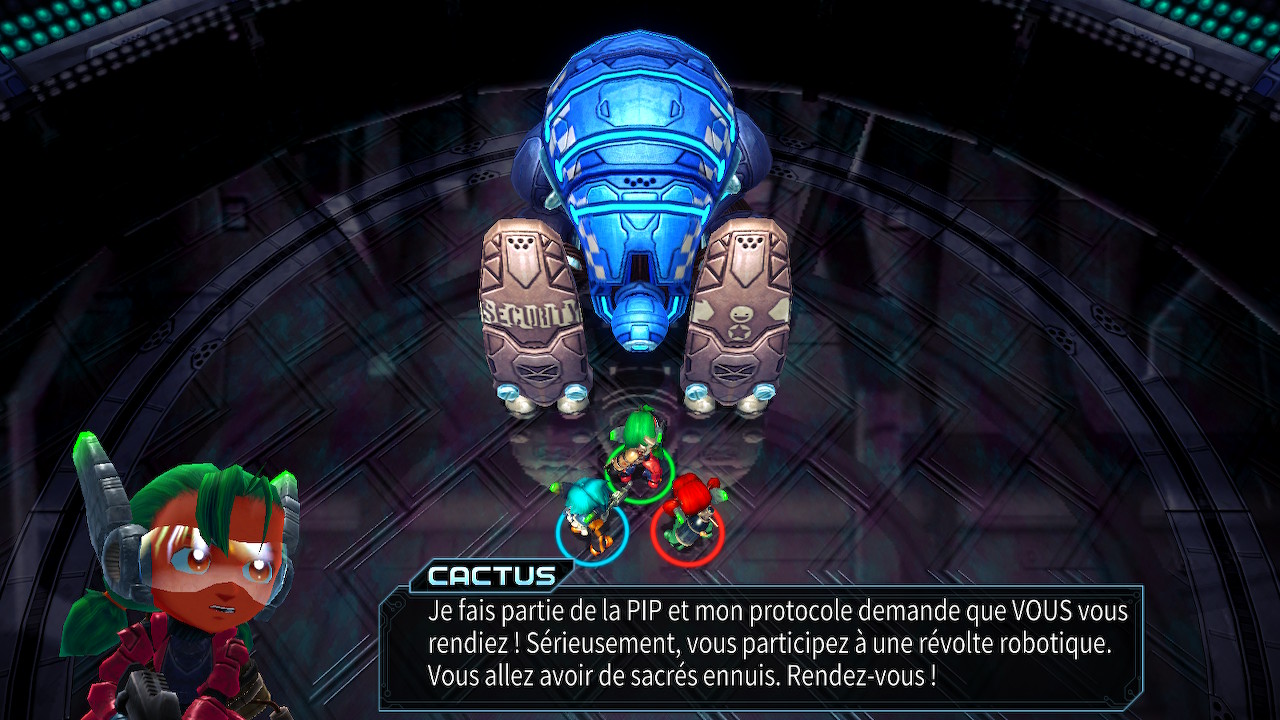 SECURITY
CACTUS
Je fais partie de la PIP et mon protocole demande que VOUS vous
rendiez ! Sérieusement, vous participez à une révolte robotique.
Vous allez avoir de sacrés ennuis. Rendez-vous !